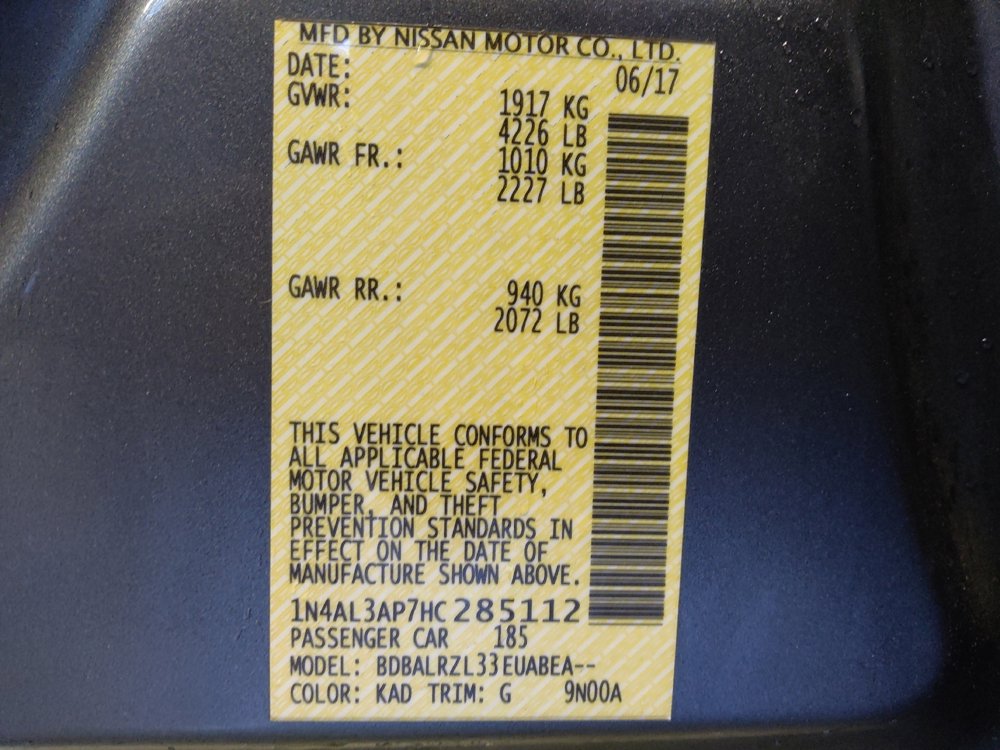 MFD BY NISSAN MOTOR CO., LTD.
DATE: 06/17
GVWR: 1917 KG
4226 LB
GAWR FR.: 1010 KG
2227 LB
GAWR RR.: 940 KG
2072 LB
THIS VEHICLE CONFORMS TO
ALL APPLICABLE FEDERAL
MOTOR VEHICLE SAFETY,
BUMPER, AND THEFT
PREVENTION STANDARDS IN
EFFECT ON THE DATE OF
MANUFACTURE SHOWN ABOVE.
1N4AL3AP7HC285112
PASSENGER CAR 185
MODEL: BDBALRZL33EUABEA--
COLOR: KAD TRIM: G 9N00A